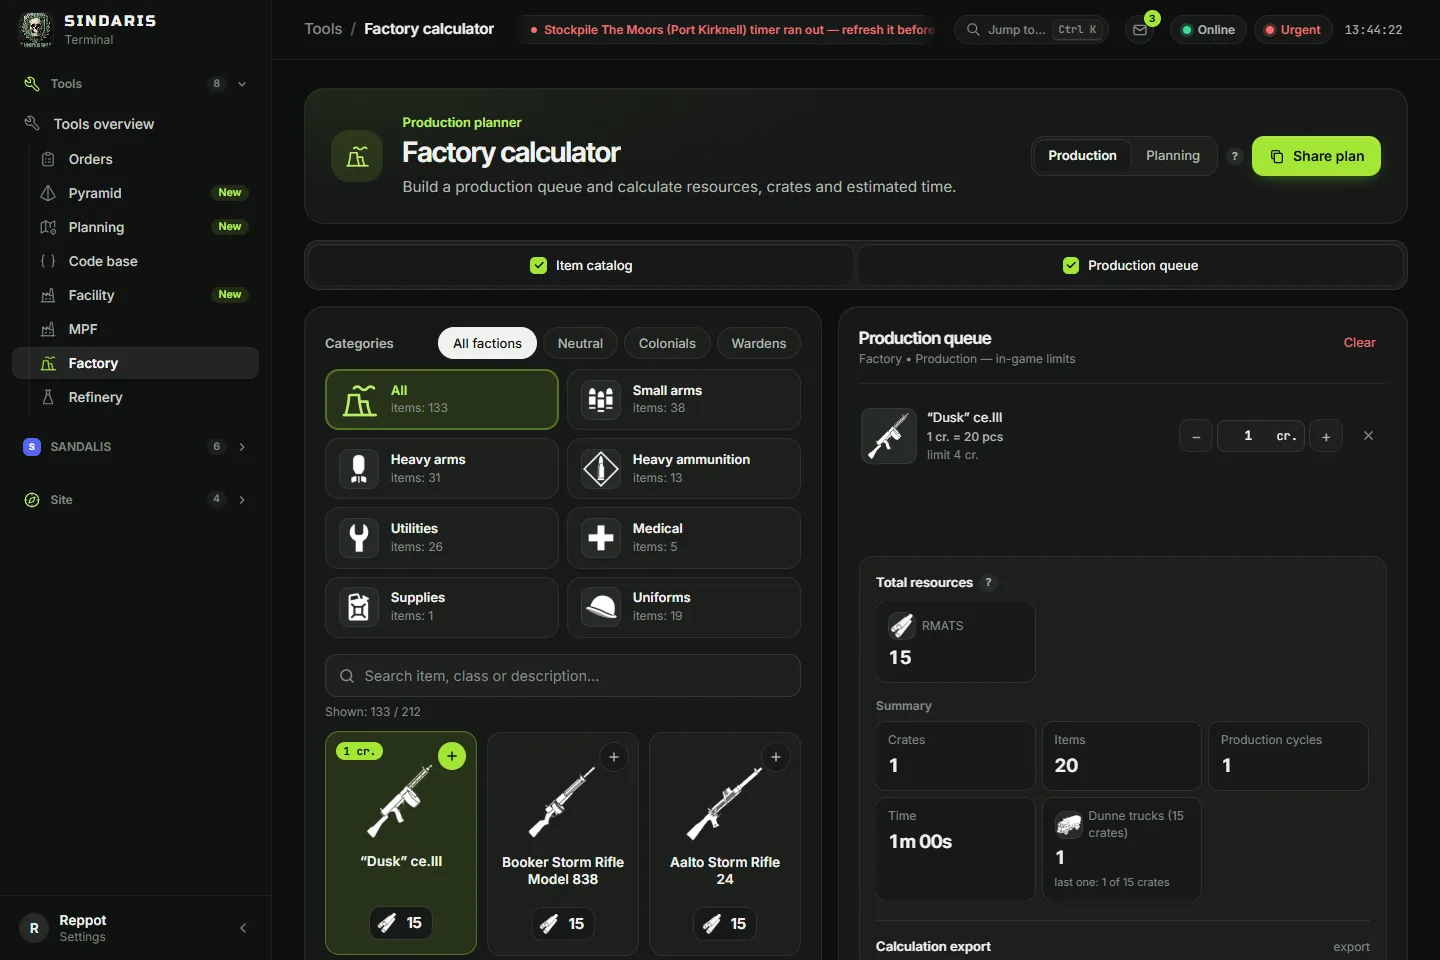 SINDARIS
Terminal
Tools / Factory calculator
Stockpile The Moors (Port Kirknell) timer ran out — refresh it before
Jump to...
Ctrl K
3
Online
Urgent
13:44:22
Tools
8
Tools overview
Orders
Pyramid
New
Planning
New
Code base
Facility
New
MPF
Factory
Refinery
S
SANDALIS
6
Site
4
R
Reppot
Settings
Production planner
Factory calculator
Build a production queue and calculate resources, crates and estimated time.
Production
Planning
?
Share plan
Item catalog
Production queue
Categories
All factions
Neutral
Colonials
Wardens
All
items: 133
Small arms
items: 38
Heavy arms
items: 31
Heavy ammunition
items: 13
Utilities
items: 26
Medical
items: 5
Supplies
items: 1
Uniforms
items: 19
Search item, class or description...
Shown: 133 / 212
1 cr.
+
“Dusk” ce.III
15
+
Booker Storm Rifle
Model 838
15
+
Aalto Storm Rifle
24
15
Production queue
Factory • Production — in-game limits
Clear
“Dusk” ce.III
1 cr. = 20 pcs
limit 4 cr.
−
1 cr.
+
×
Total resources
?
RMATS
15
Summary
Crates
1
Items
20
Production cycles
1
Time
1m 00s
Dunne trucks (15
crates)
1
last one: 1 of 15 crates
Calculation export
export